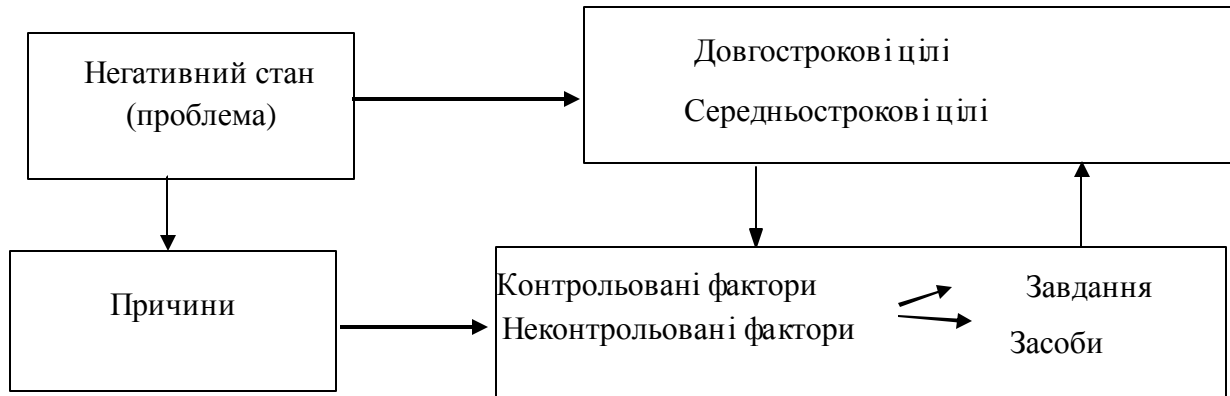 Негативний стан
(проблема)
Довгострокові цілі
Середньострокові цілі
Причини
Контрольовані фактори
Неконтрольовані фактори
Завдання
Засоби